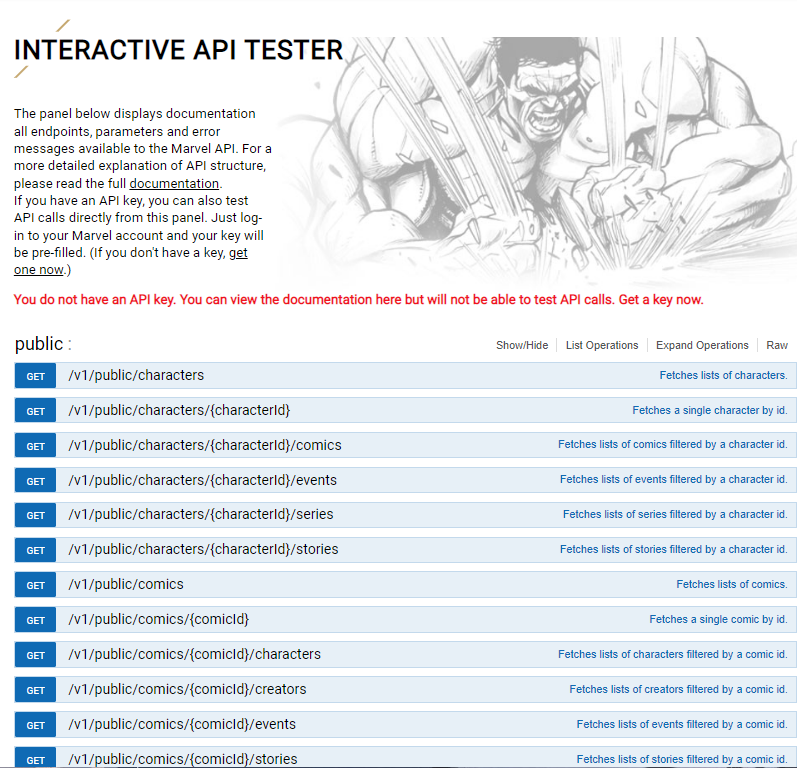 INTERACTIVE API TESTER
The panel below displays documentation
all endpoints, parameters and error
messages available to the Marvel API. For a
more detailed explanation of API structure,
please read the full documentation.
If you have an API key, you can also test
API calls directly from this panel. Just log-
in to your Marvel account and your key will
be pre-filled. (If you don't have a key, get
one now.)
You do not have an API key. You can view the documentation here but will not be able to test API calls. Get a key now.
public : Show/Hide List Operations Expand Operations Raw
GET /v1/public/characters Fetches lists of characters.
GET /v1/public/characters/{characterId} Fetches a single character by id.
GET /v1/public/characters/{characterId}/comics Fetches lists of comics filtered by a character id.
GET /v1/public/characters/{characterId}/events Fetches lists of events filtered by a character id.
GET /v1/public/characters/{characterId}/series Fetches lists of series filtered by a character id.
GET /v1/public/characters/{characterId}/stories Fetches lists of stories filtered by a character id.
GET /v1/public/comics Fetches lists of comics.
GET /v1/public/comics/{comicId} Fetches a single comic by id.
GET /v1/public/comics/{comicId}/characters Fetches lists of characters filtered by a comic id.
GET /v1/public/comics/{comicId}/creators Fetches lists of creators filtered by a comic id.
GET /v1/public/comics/{comicId}/events Fetches lists of events filtered by a comic id.
GET /v1/public/comics/{comicId}/stories Fetches lists of stories filtered by a comic id.